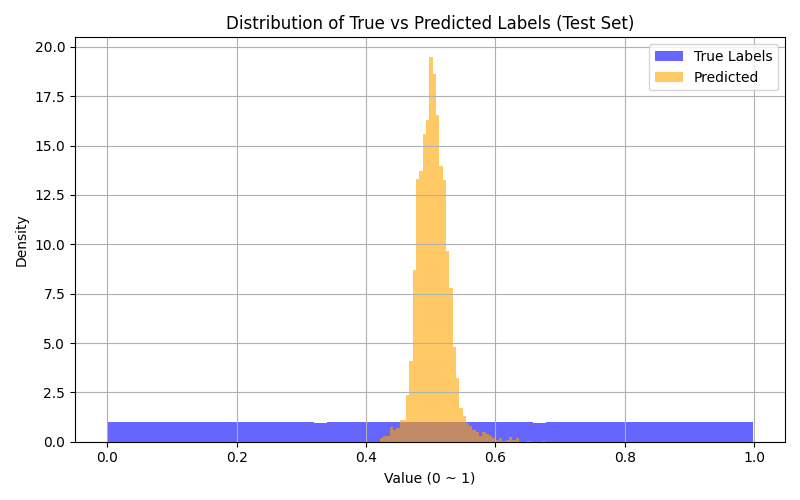 Distribution of True vs Predicted Labels (Test Set)
True Labels
Predicted
Density
20.0
17.5
15.0
12.5
10.0
7.5
5.0
2.5
0.0
0.0 0.2 0.4 0.6 0.8 1.0
Value (0 ~ 1)